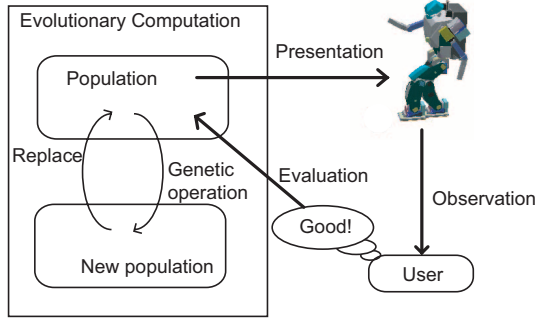 Evolutionary Computation
Presentation
Population
Replace
Genetic
operation
Evaluation
Observation
Good!
New population
User